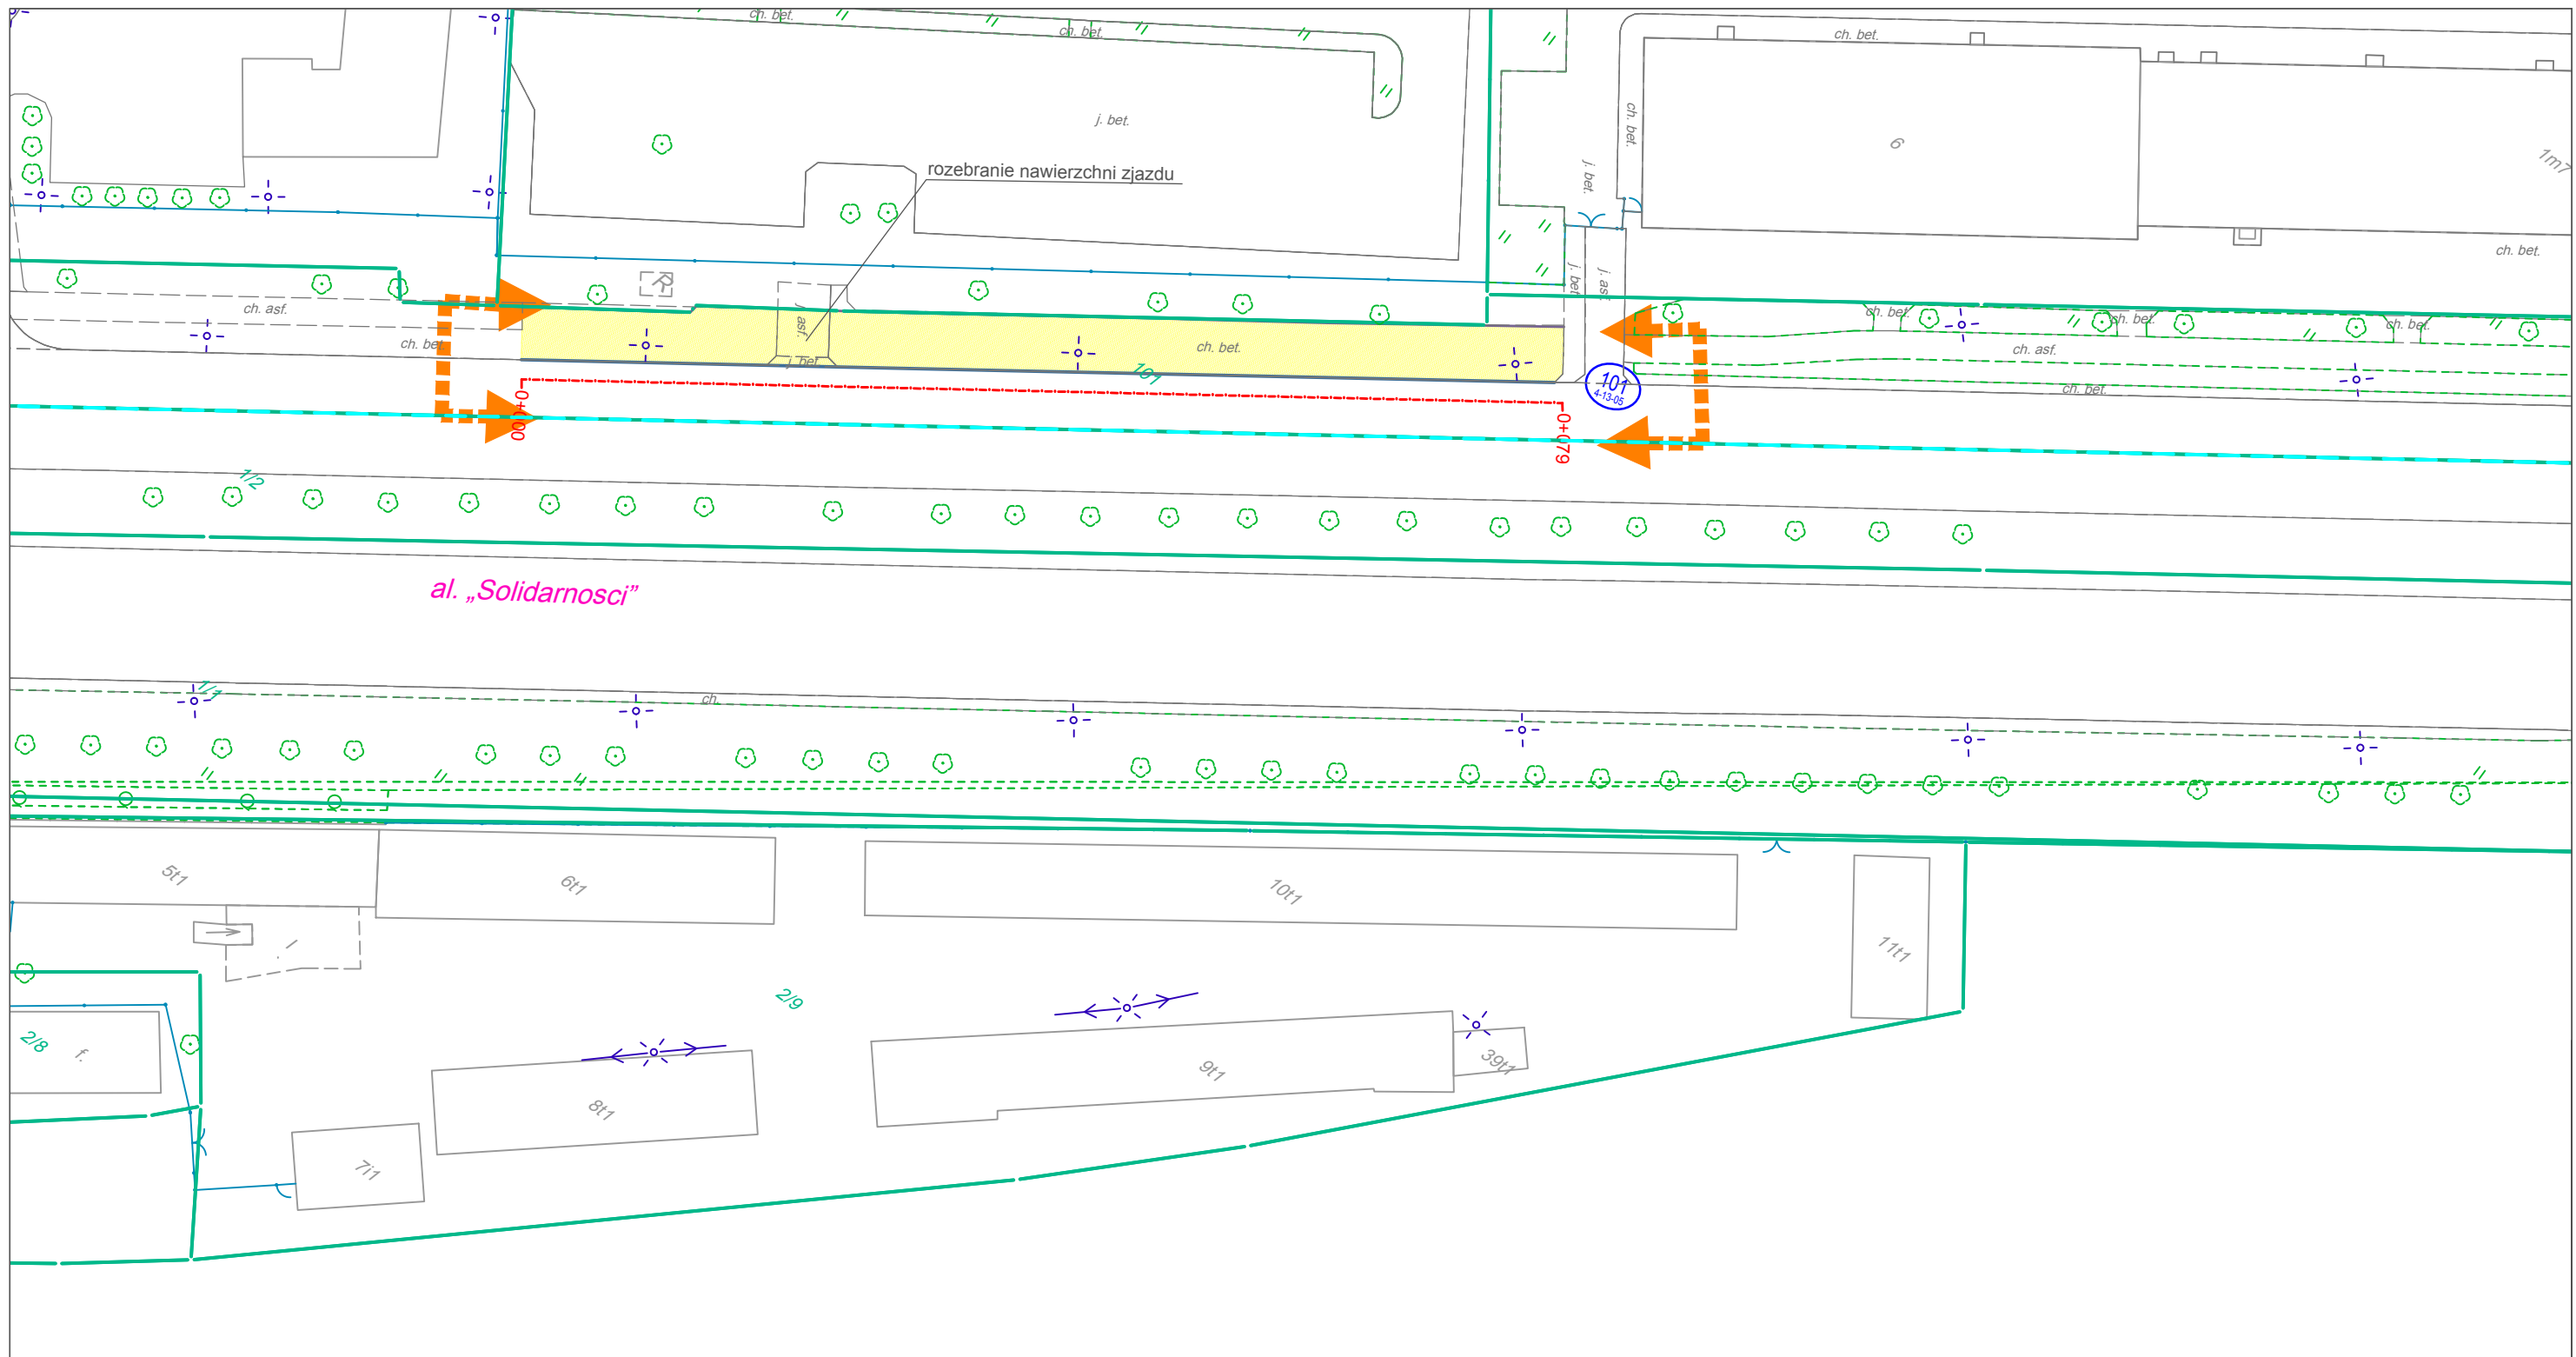 ch. bet.
ch. bet.
ch. bet.
ch. bet.
j. bet.
6
1m7
rozebranie nawierzchni zjazdu
j. bet.
ch. bet.
R
j. bet.
j. asf.
ch. asf.
ch. bet.
j. asf.
ch. bet.
ch. bet.
ch. bet.
ch. bet.
ch. asf.
j. bet.
101
101
4-13-05
ch. bet.
0+000
0+079
1/2
al. „Solidarnosci”
1/1
ch.
5t1
6t1
10t1
11t1
2/9
2/8
f.
8t1
9t1
39t1
7i1